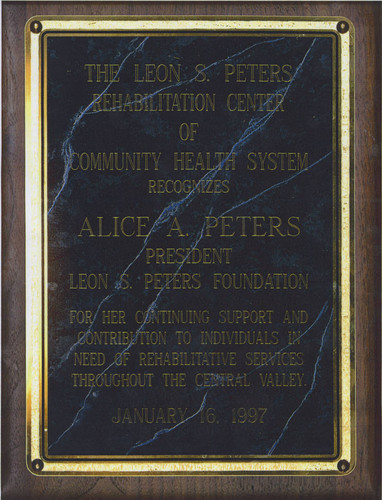 THE LEON S. PETERS
REHABILITATION CENTER
OF
COMMUNITY HEALTH SYSTEM
RECOGNIZES
ALICE A. PETERS
PRESIDENT
LEON S. PETERS FOUNDATION
FOR HER CONTINUING SUPPORT AND
CONTRIBUTION TO INDIVIDUALS IN
NEED OF REHABILITATIVE SERVICES
THROUGHOUT THE CENTRAL VALLEY.
JANUARY 16, 1997